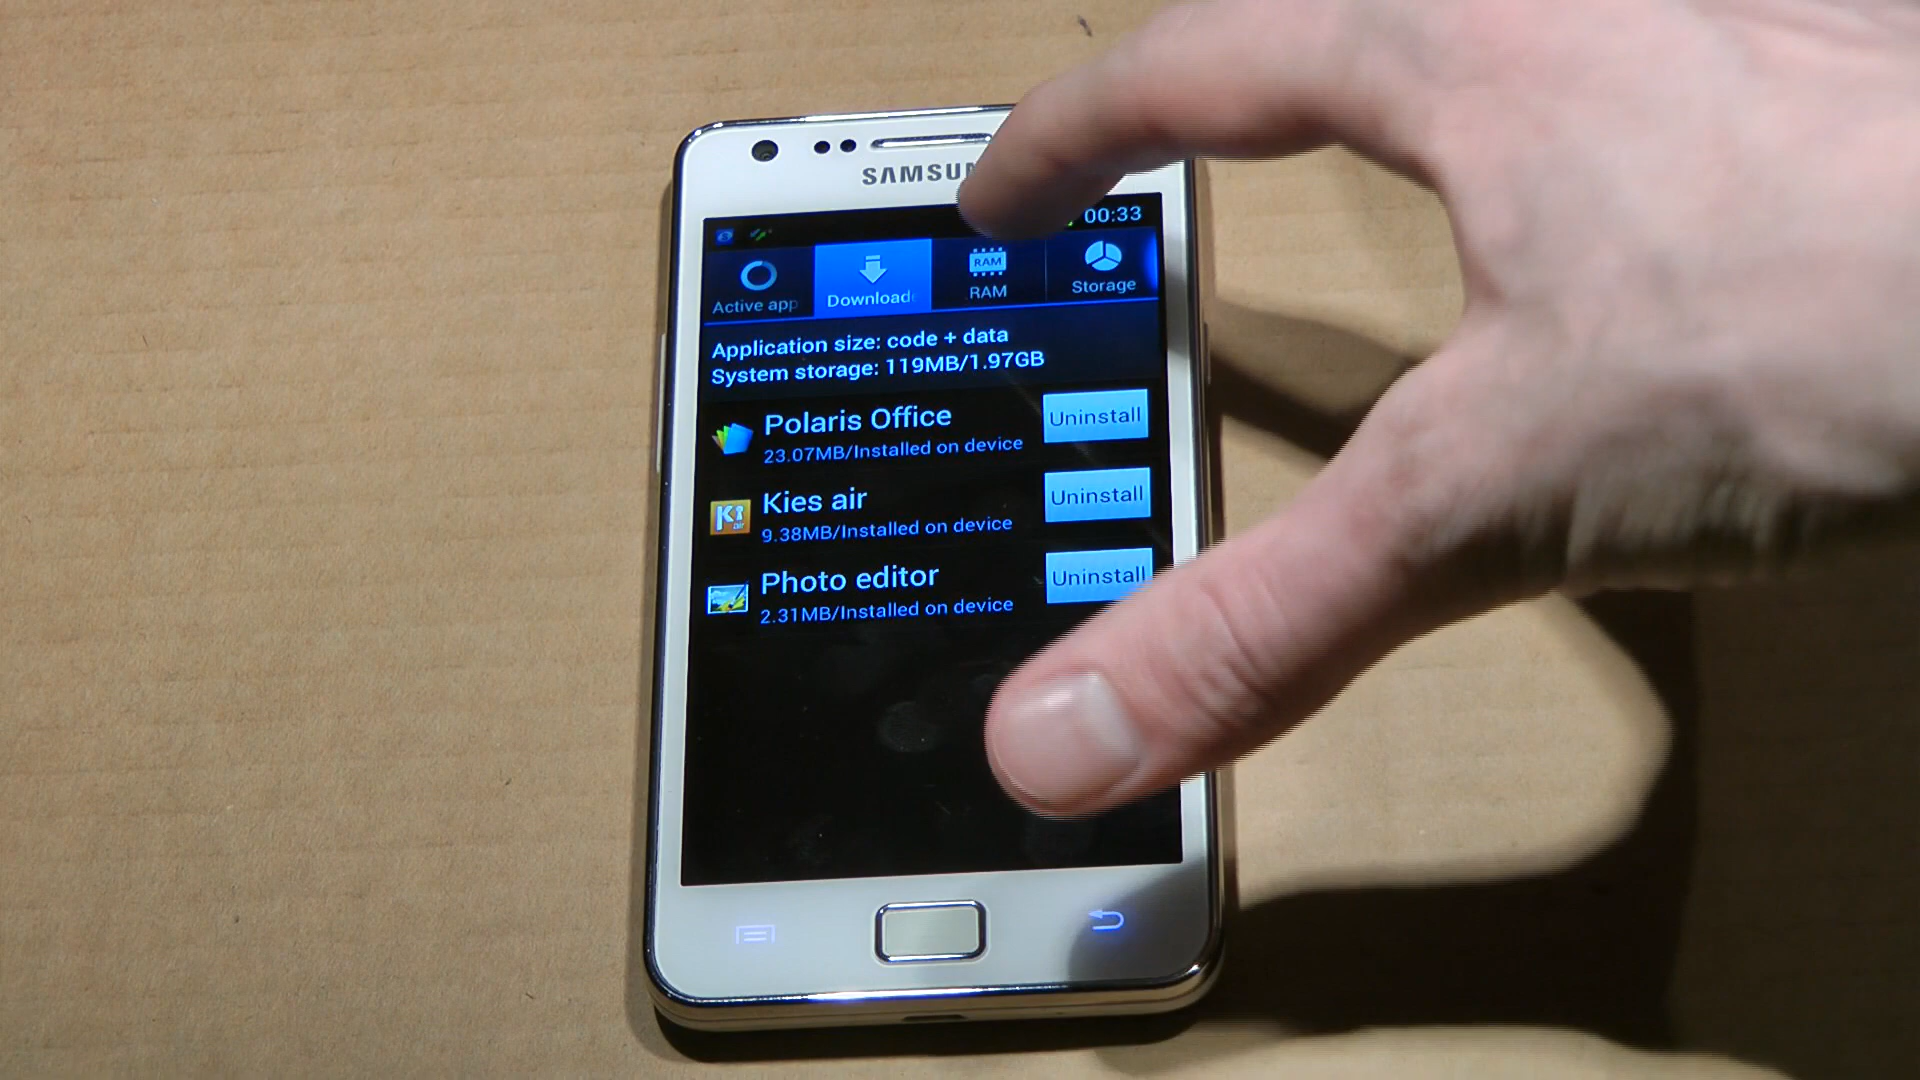 SAMSU
00:33
Active app
Download
RAM
RAM
Storage
Application size: code + data
System storage: 119MB/1.97GB
Polaris Office
23.07MB/Installed on device
Uninstall
Kies air
9.38MB/Installed on device
Uninstall
Photo editor
2.31MB/Installed on device
Uninstall